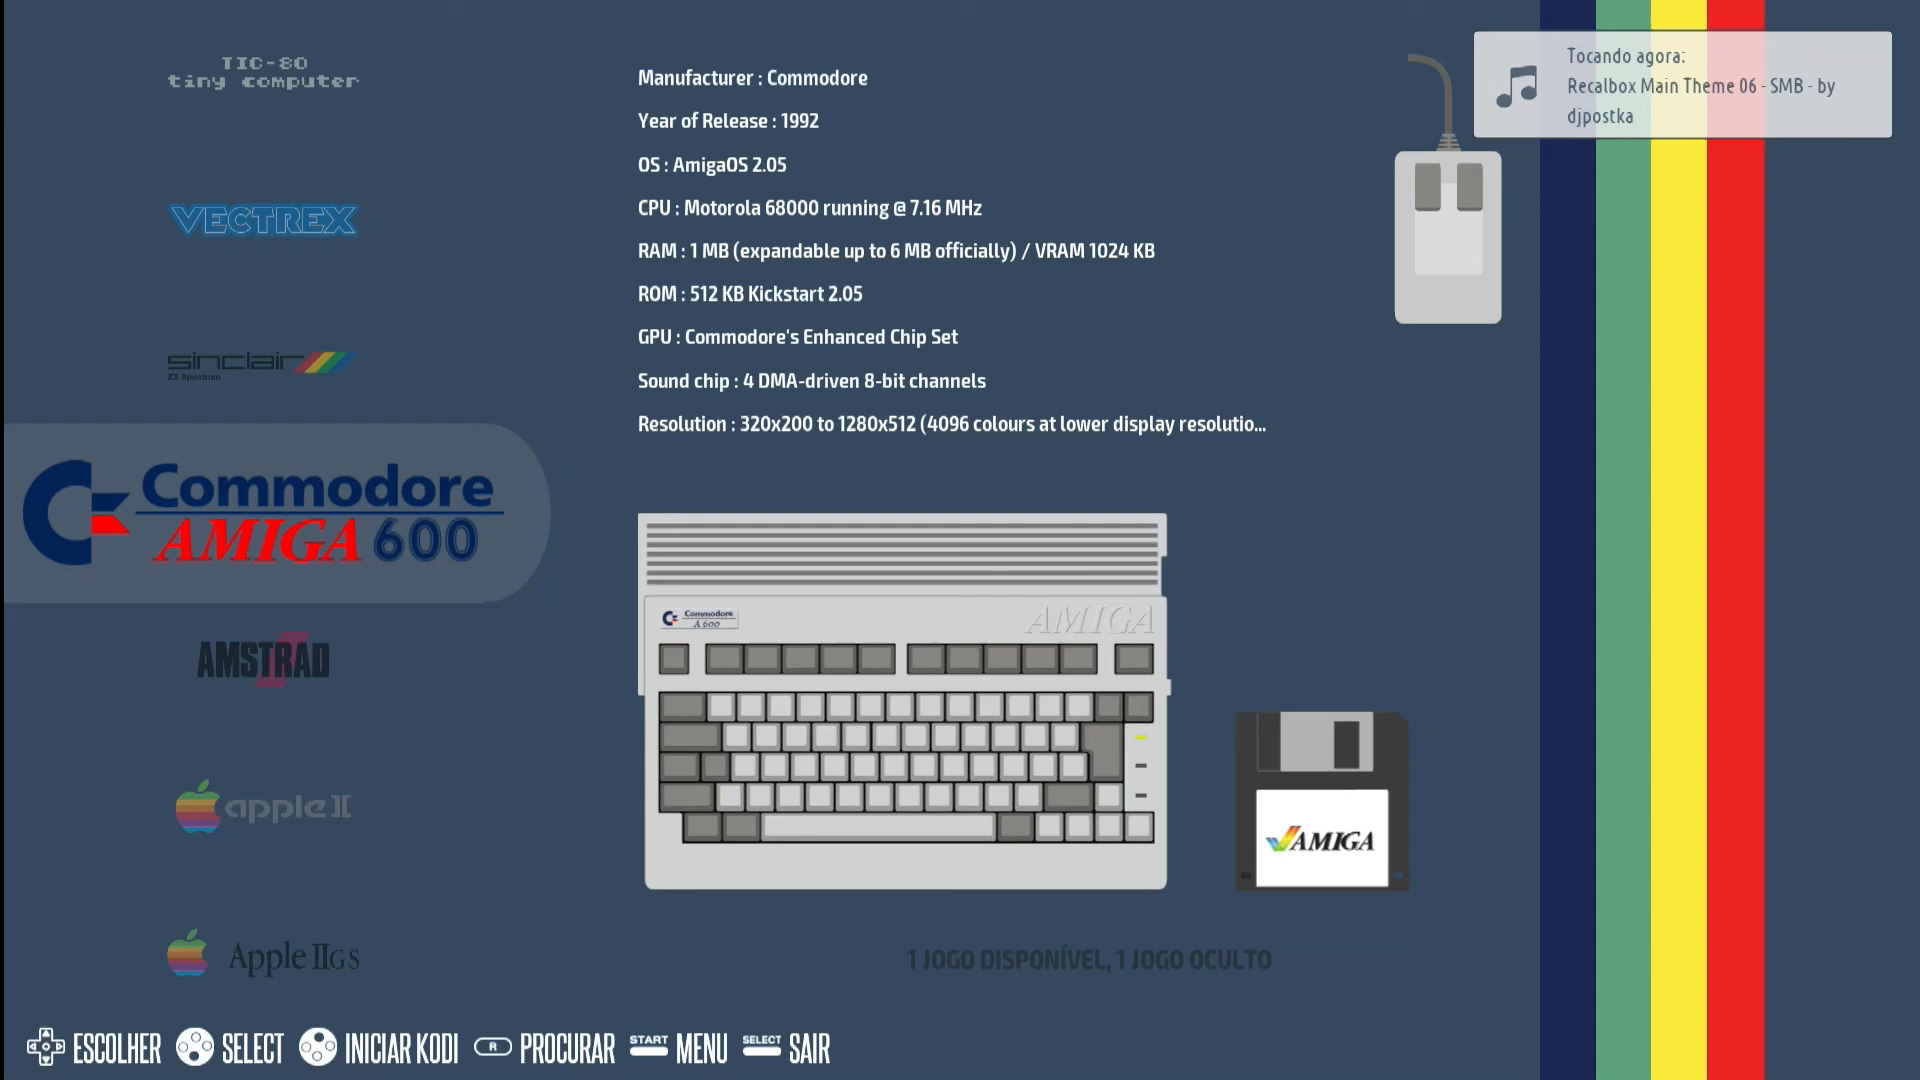 TIC-80
tiny computer
VECTREX
sinclair
ZX Spectrum
Commodore
AMIGA 600
AMSTRAD
apple II
Apple IIGS
Manufacturer : Commodore
Year of Release : 1992
OS : AmigaOS 2.05
CPU : Motorola 68000 running @ 7.16 MHz
RAM : 1 MB (expandable up to 6 MB officially) / VRAM 1024 KB
ROM : 512 KB Kickstart 2.05
GPU : Commodore's Enhanced Chip Set
Sound chip : 4 DMA-driven 8-bit channels
Resolution : 320x200 to 1280x512 (4096 colours at lower display resolutio...
Tocando agora:
Recalbox Main Theme 06 - SMB - by
djpostka
Commodore
A 600
AMIGA
AMIGA
1 JOGO DISPONÍVEL, 1 JOGO OCULTO
ESCOLHER SELECT INICIAR KODI R PROCURAR START MENU SELECT SAIR